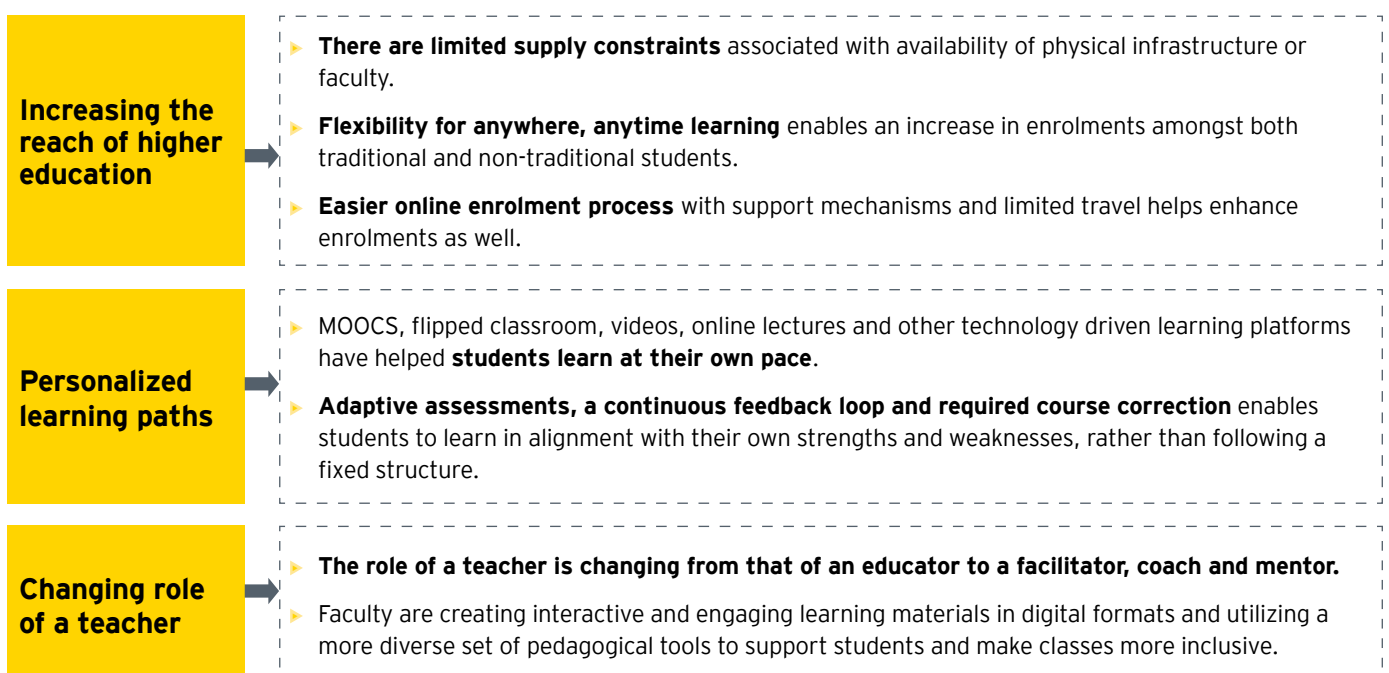 Increasing the
reach of higher
education
There are limited supply constraints associated with availability of physical infrastructure or
faculty.
Flexibility for anywhere, anytime learning enables an increase in enrolments amongst both
traditional and non-traditional students.
Easier online enrolment process with support mechanisms and limited travel helps enhance
enrolments as well.
Personalized
learning paths
MOOCS, flipped classroom, videos, online lectures and other technology driven learning platforms
have helped students learn at their own pace.
Adaptive assessments, a continuous feedback loop and required course correction enables
students to learn in alignment with their own strengths and weaknesses, rather than following a
fixed structure.
Changing role
of a teacher
The role of a teacher is changing from that of an educator to a facilitator, coach and mentor.
Faculty are creating interactive and engaging learning materials in digital formats and utilizing a
more diverse set of pedagogical tools to support students and make classes more inclusive.